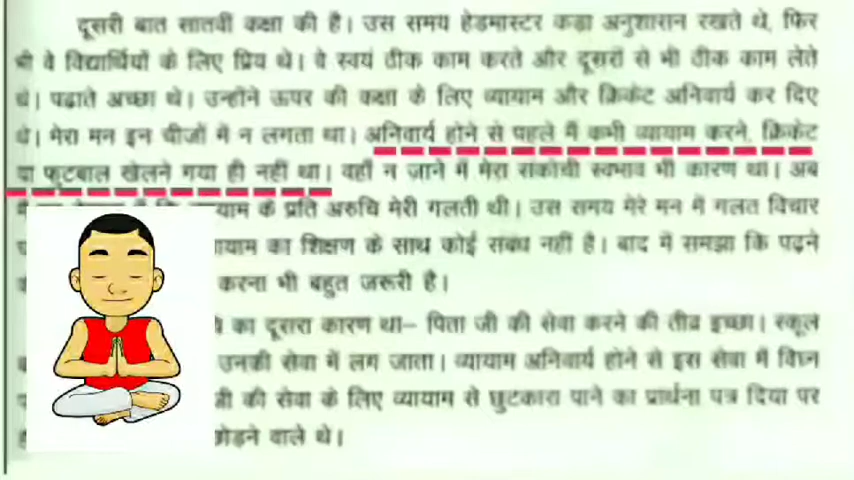 दूसरी बात सातवीं कक्षा की है। उस समय हेडमास्टर कड़ा अनुशासन रखते थे, फिर
भी वे विद्यार्थियों के लिए प्रिय थे। वे स्वयं ठीक काम करते और दूसरों से भी ठीक काम लेते
थे। पढ़ाते अच्छा थे। उन्होंने ऊपर की कक्षा के लिए व्यायाम और क्रिकेट अनिवार्य कर दिए
थे। मेरा मन इन चीजों में न लगता था। अनिवार्य होने से पहले मैं कभी व्यायाम करने, क्रिकेट
या फुटबाल खेलने गया ही नहीं था। वहाँ न जाने में मेरा संकोची स्वभाव भी कारण था। अब
याम के प्रति अरुचि मेरी गलती थी। उस समय मेरे मन में गलत विचार
ायाम का शिक्षण के साथ कोई संबंध नहीं है। बाद में समझा कि पढ़ने
करना भी बहुत जरूरी है।
का दूसरा कारण था– पिता जी की सेवा करने की तीव्र इच्छा। स्कूल
उनकी सेवा में लग जाता। व्यायाम अनिवार्य होने से इस सेवा में विघ्न
जी की सेवा के लिए व्यायाम से छुटकारा पाने का प्रार्थना पत्र दिया पर
छोड़ने वाले थे।